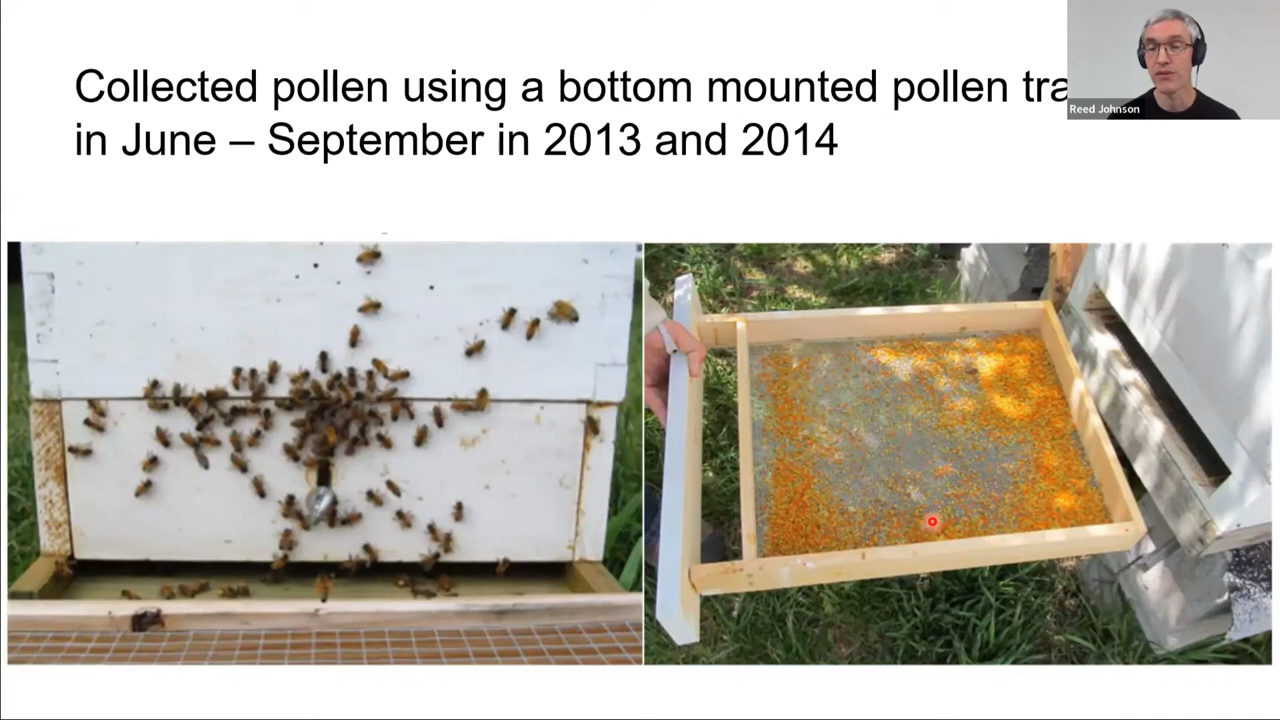 Collected pollen using a bottom mounted pollen tra
in June – September in 2013 and 2014
Reed Johnson